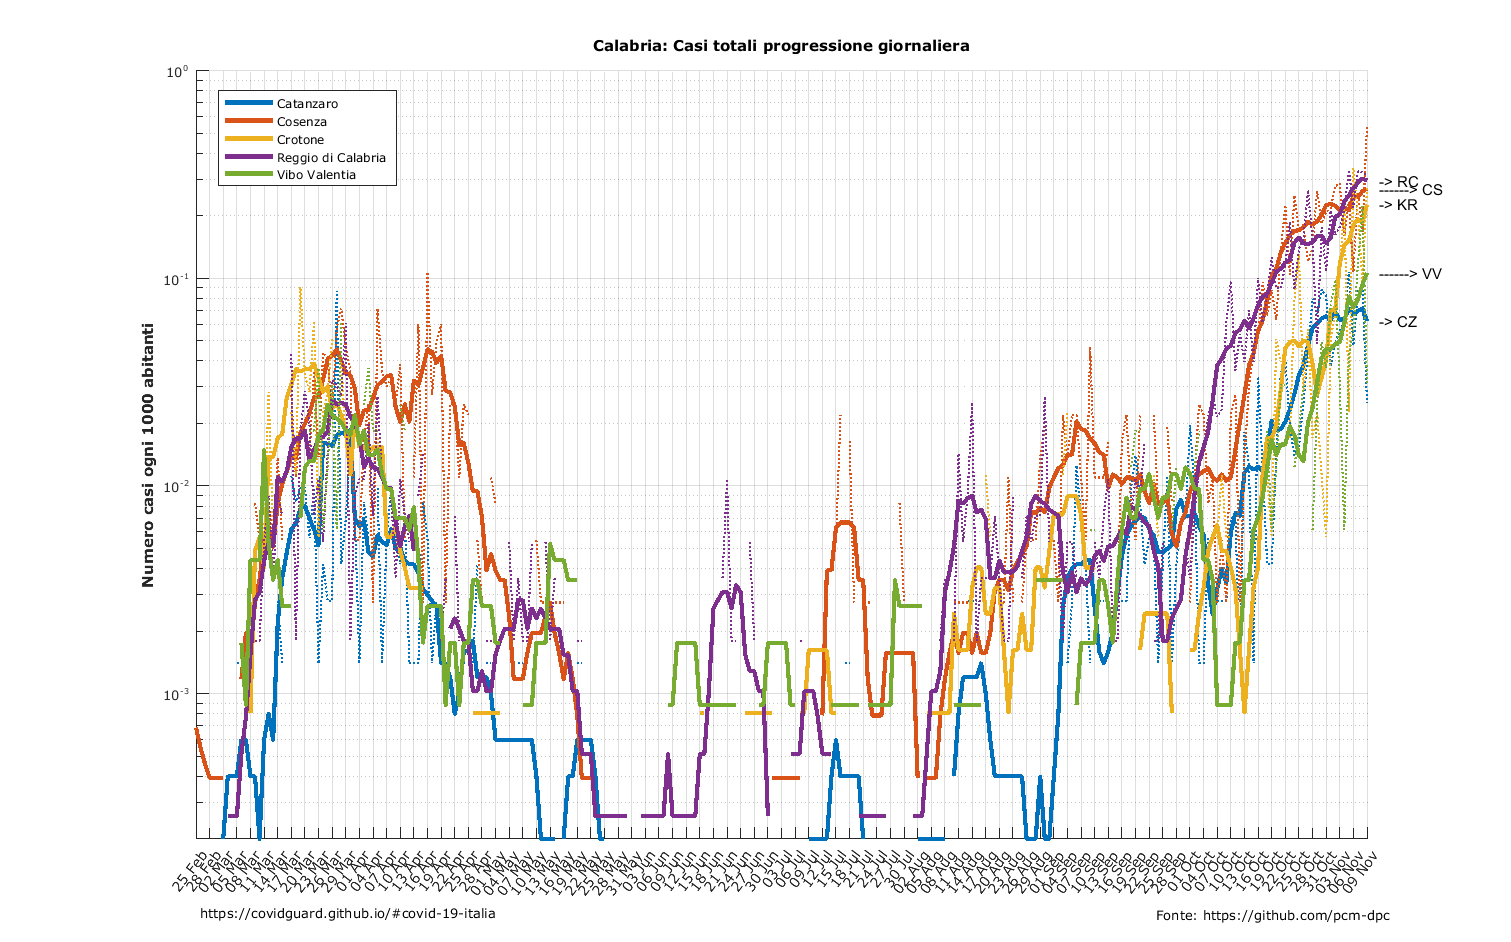 Calabria: Casi totali progressione giornaliera
Numero casi ogni 1000 abitanti
10⁰
10⁻¹
10⁻²
10⁻³
Catanzaro
Cosenza
Crotone
Reggio di Calabria
Vibo Valentia
-> RC
------> CS
-> KR
------> VV
-> CZ
25 Feb
28 Feb
02 Mar
05 Mar
08 Mar
11 Mar
14 Mar
17 Mar
20 Mar
23 Mar
26 Mar
29 Mar
01 Apr
04 Apr
07 Apr
10 Apr
13 Apr
16 Apr
19 Apr
22 Apr
25 Apr
28 Apr
01 May
04 May
07 May
10 May
13 May
16 May
19 May
22 May
25 May
28 May
31 May
03 Jun
06 Jun
09 Jun
12 Jun
15 Jun
18 Jun
21 Jun
24 Jun
27 Jun
30 Jun
03 Jul
06 Jul
09 Jul
12 Jul
15 Jul
18 Jul
21 Jul
24 Jul
27 Jul
30 Jul
02 Aug
05 Aug
08 Aug
11 Aug
14 Aug
17 Aug
20 Aug
23 Aug
26 Aug
29 Aug
01 Sep
04 Sep
07 Sep
10 Sep
13 Sep
16 Sep
19 Sep
22 Sep
25 Sep
28 Sep
01 Oct
04 Oct
07 Oct
10 Oct
13 Oct
16 Oct
19 Oct
22 Oct
25 Oct
28 Oct
31 Oct
03 Nov
06 Nov
09 Nov
https://covidguard.github.io/#covid-19-italia
Fonte: https://github.com/pcm-dpc